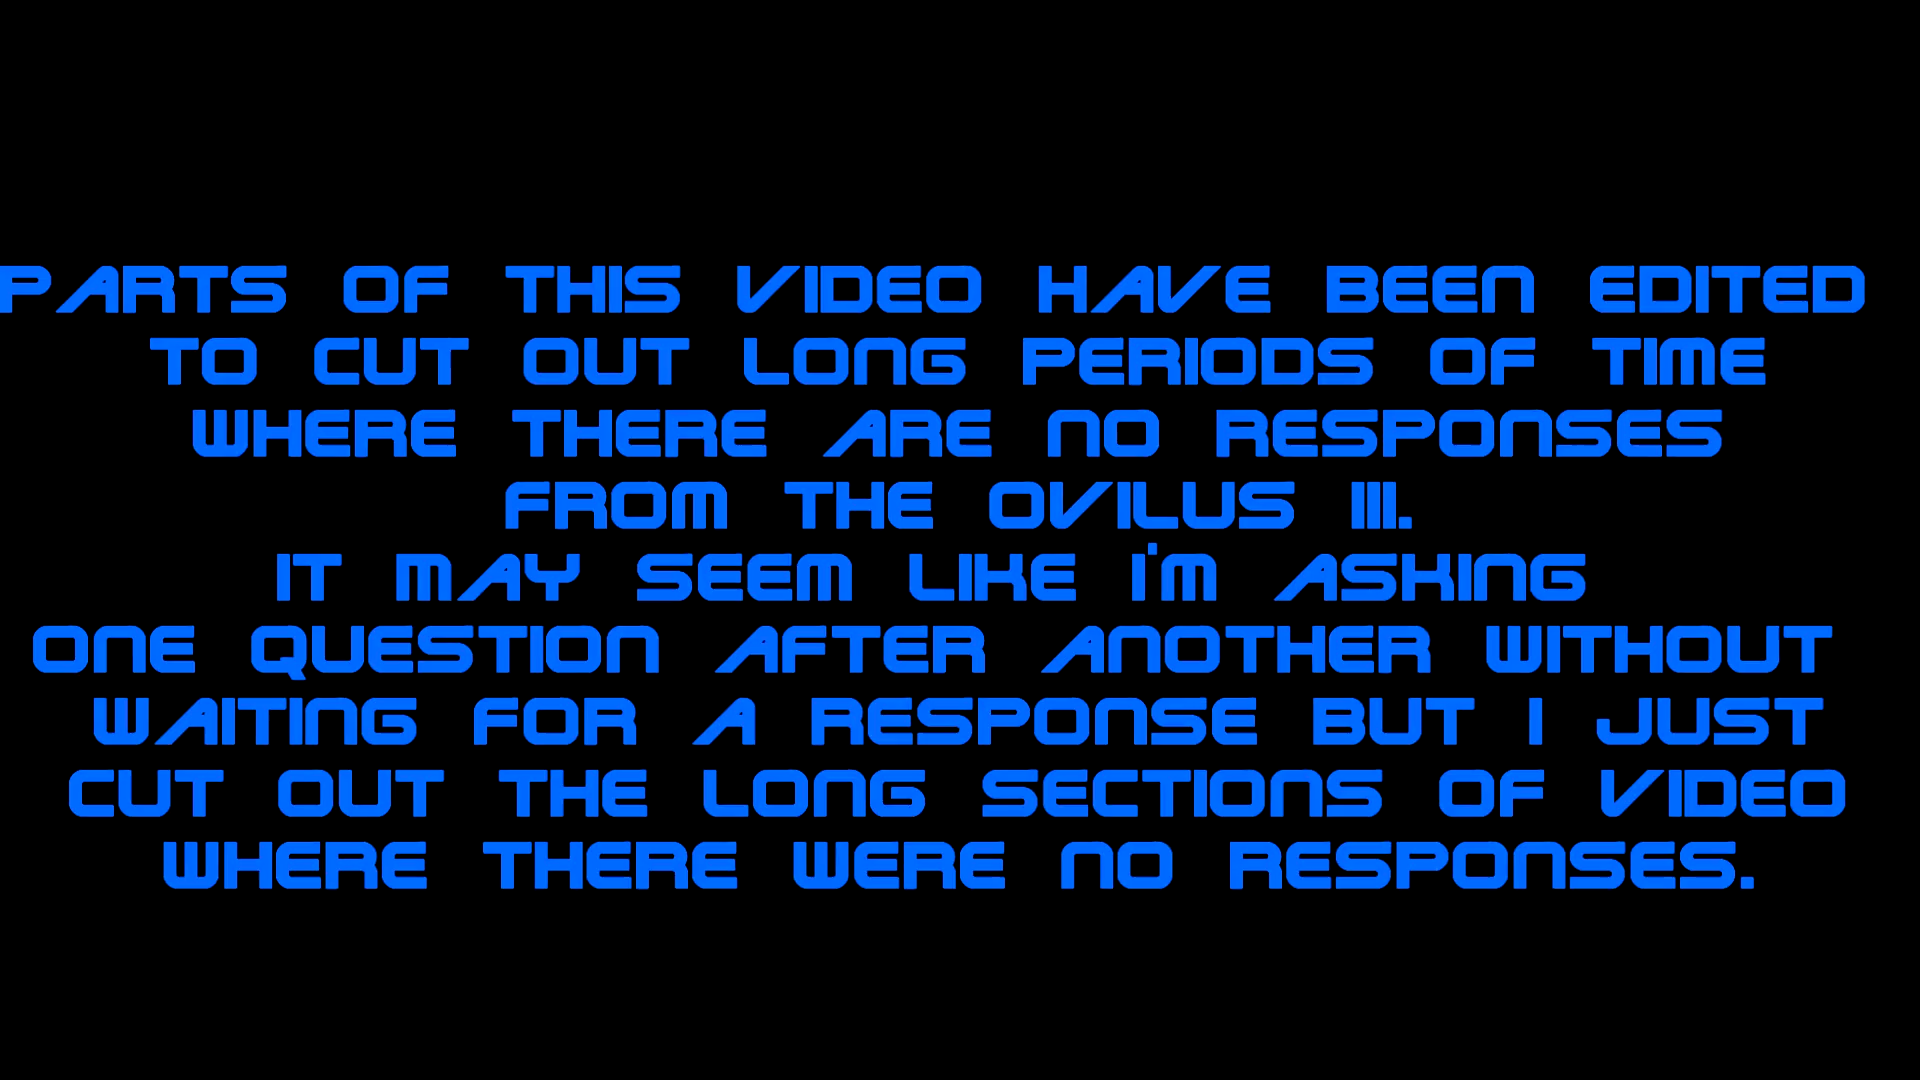 PARTS OF THIS VIDEO HAVE BEEN EDITED
TO CUT OUT LONG PERIODS OF TIME
WHERE THERE ARE NO RESPONSES
FROM THE OVILUS III.
IT MAY SEEM LIKE I'M ASKING
ONE QUESTION AFTER ANOTHER WITHOUT
WAITING FOR A RESPONSE BUT I JUST
CUT OUT THE LONG SECTIONS OF VIDEO
WHERE THERE WERE NO RESPONSES.